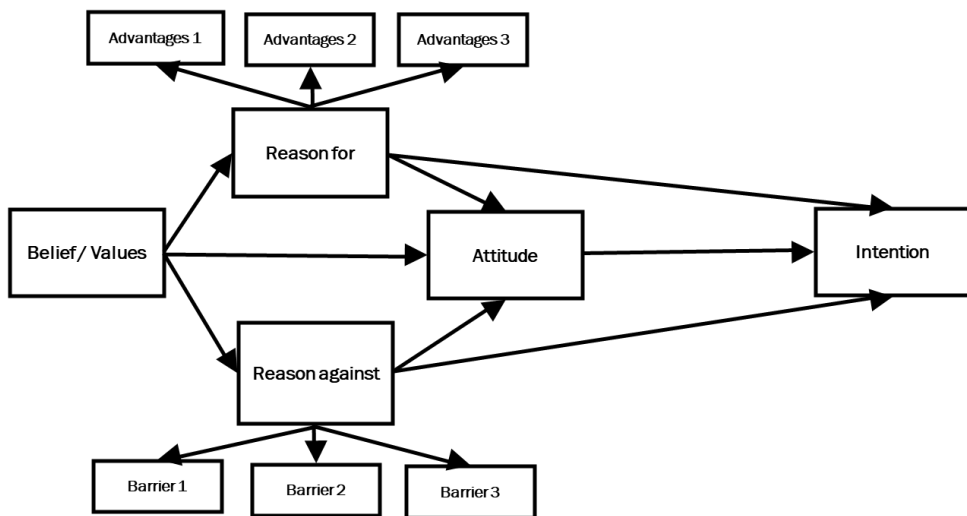 Advantages 1
Advantages 2
Advantages 3
Reason for
Belief/ Values
Attitude
Intention
Reason against
Barrier 1
Barrier 2
Barrier 3